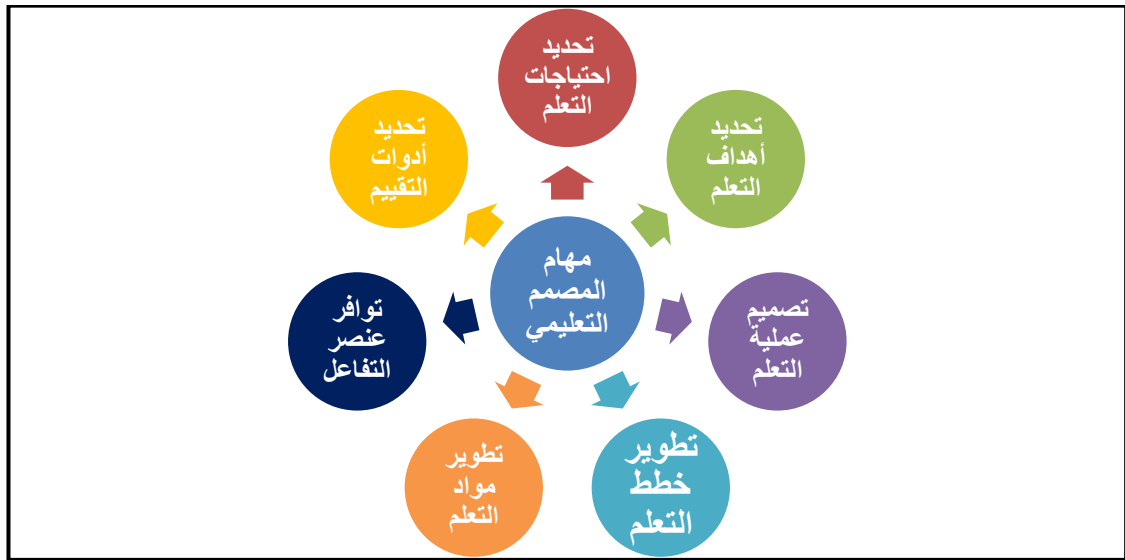 تحديد
احتياجات
التعلم
تحديد
أهداف
التعلم
تصميم
عملية
التعلم
تطوير
خطط
التعلم
تطوير
مواد
التعلم
توافر
عنصر
التفاعل
تحديد
أدوات
التقييم
مهام
المصمم
التعليمي